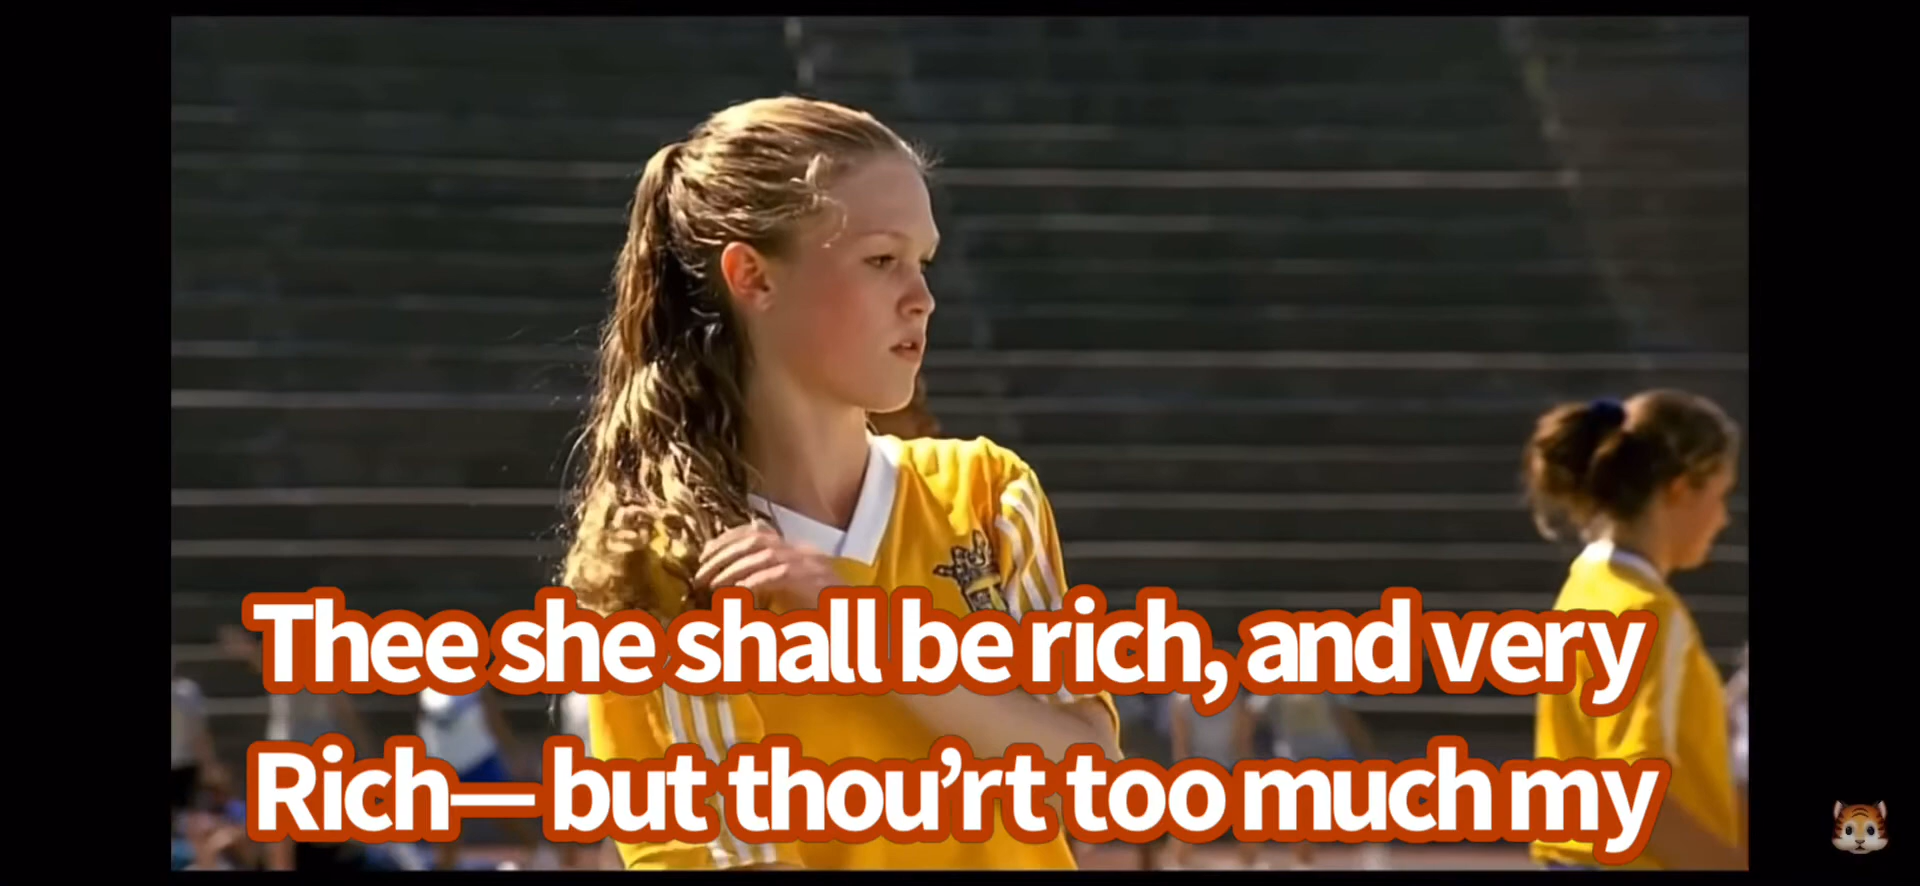 Thee she shall be rich, and very
Rich— but thou’rt too much my